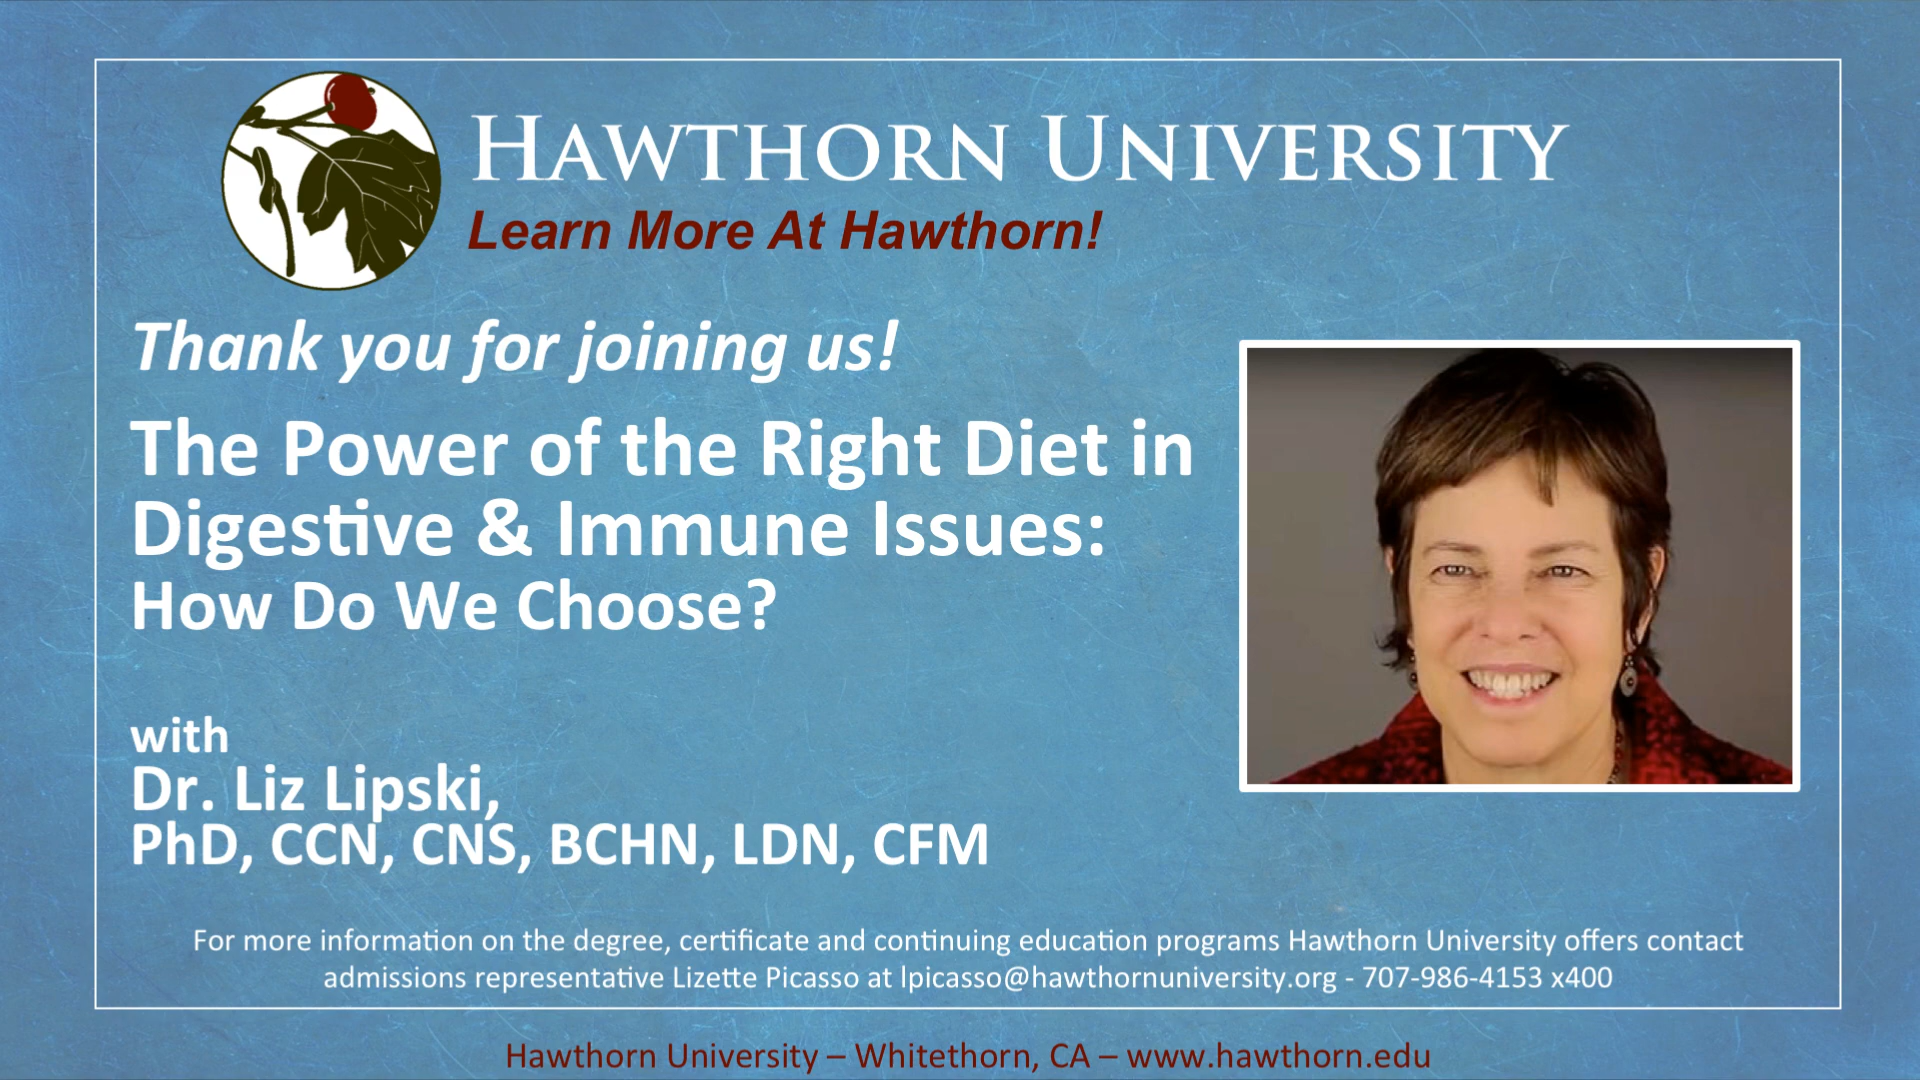 Hawthorn University
Learn More At Hawthorn!
Thank you for joining us!
The Power of the Right Diet in
Digestive & Immune Issues:
How Do We Choose?
with
Dr. Liz Lipski,
PhD, CCN, CNS, BCHN, LDN, CFM
For more information on the degree, certificate and continuing education programs Hawthorn University offers contact
admissions representative Lizette Picasso at lpicasso@hawthornuniversity.org - 707-986-4153 x400
Hawthorn University – Whitethorn, CA – www.hawthorn.edu